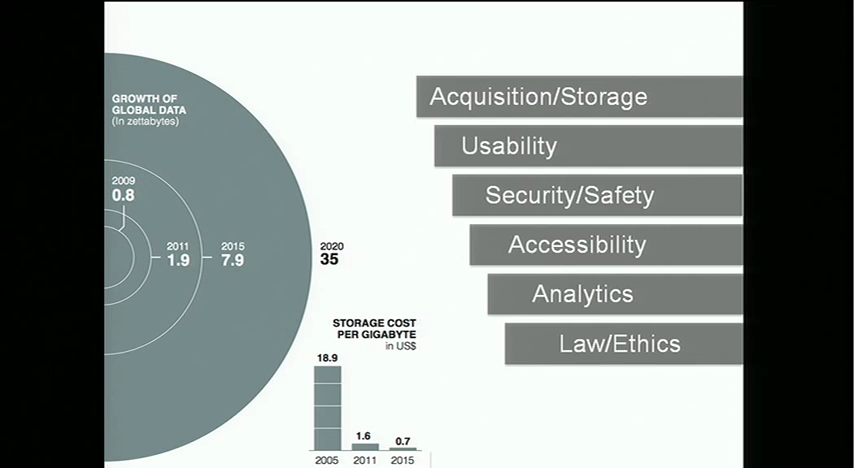 GROWTH OF
GLOBAL DATA
(In zettabytes)
2009
0.8
2011
1.9
2015
7.9
2020
35
STORAGE COST
PER GIGABYTE
in US$
18.9
1.6
0.7
2005
2011
2015
Acquisition/Storage
Usability
Security/Safety
Accessibility
Analytics
Law/Ethics